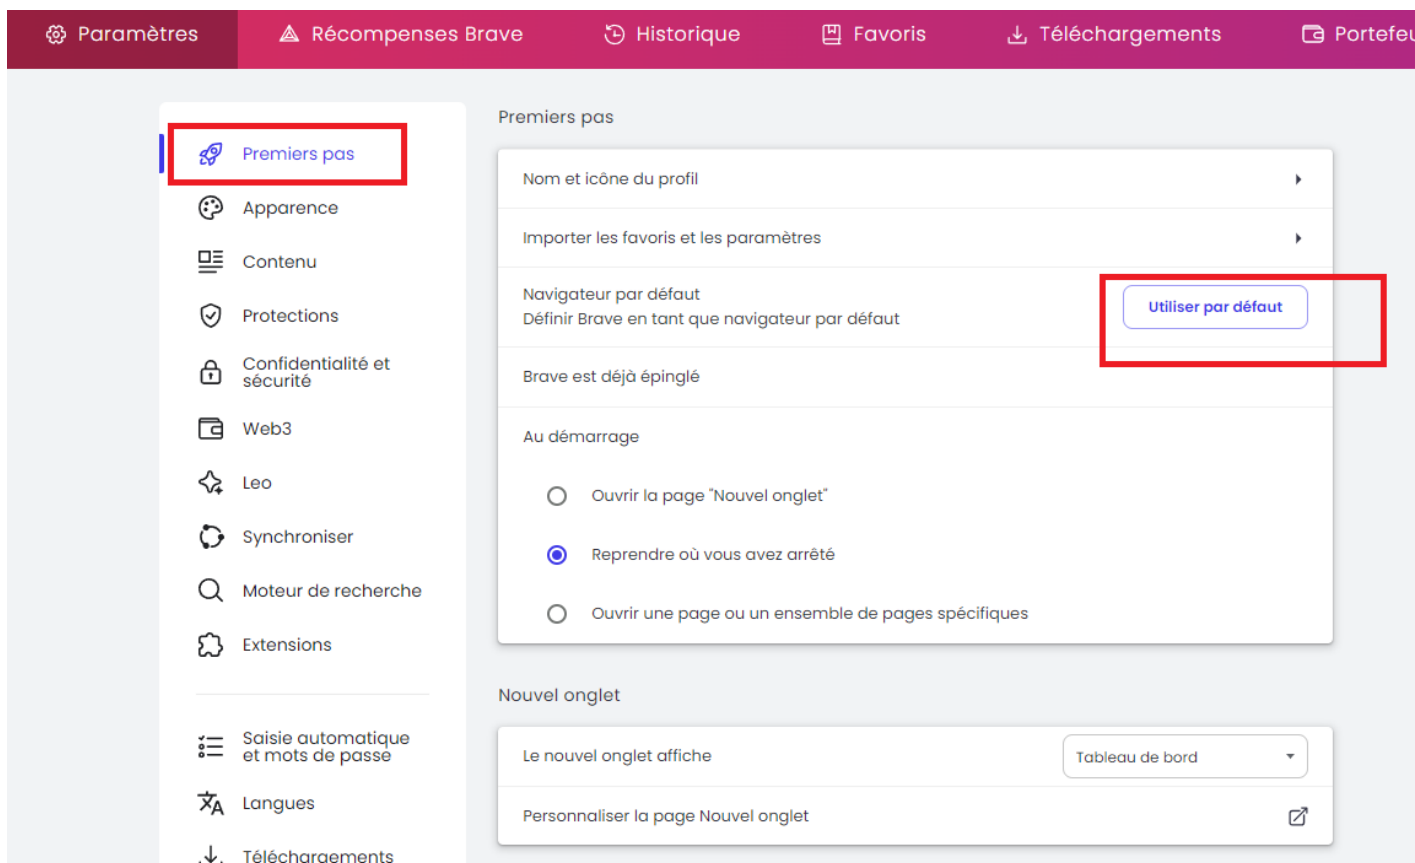 Paramètres
Récompenses Brave
Historique
Favoris
Téléchargements
Portefeu
Premiers pas
Apparence
Contenu
Protections
Confidentialité et
sécurité
Web3
Leo
Synchroniser
Moteur de recherche
Extensions
Saisie automatique
et mots de passe
Langues
Téléchargements
Premiers pas
Nom et icône du profil
Importer les favoris et les paramètres
Navigateur par défaut
Définir Brave en tant que navigateur par défaut
Utiliser par défaut
Brave est déjà épinglé
Au démarrage
Ouvrir la page "Nouvel onglet"
Reprendre où vous avez arrêté
Ouvrir une page ou un ensemble de pages spécifiques
Nouvel onglet
Le nouvel onglet affiche
Tableau de bord
Personnaliser la page Nouvel onglet